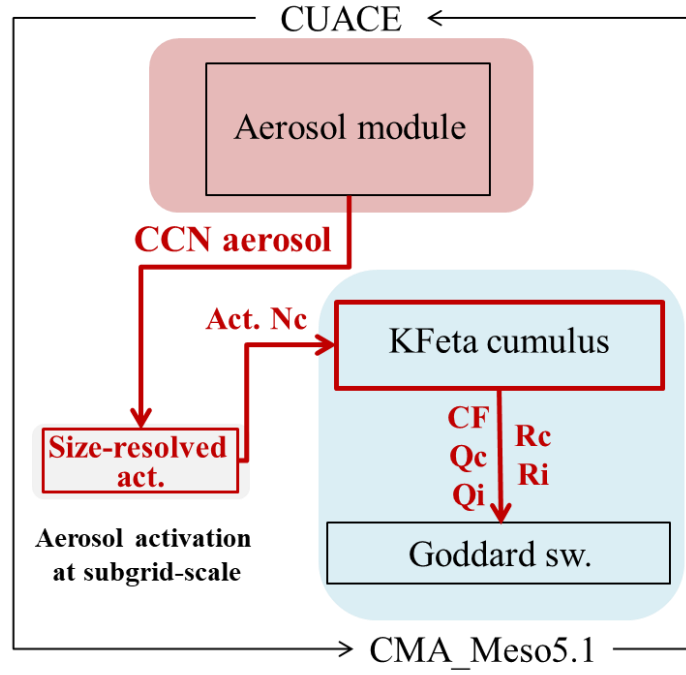 CUACE
Aerosol module
CCN aerosol
Act. Nc
KFeta cumulus
CF
Qc
Qi
Rc
Ri
Size-resolved
act.
Aerosol activation
at subgrid-scale
Goddard sw.
CMA_Meso5.1